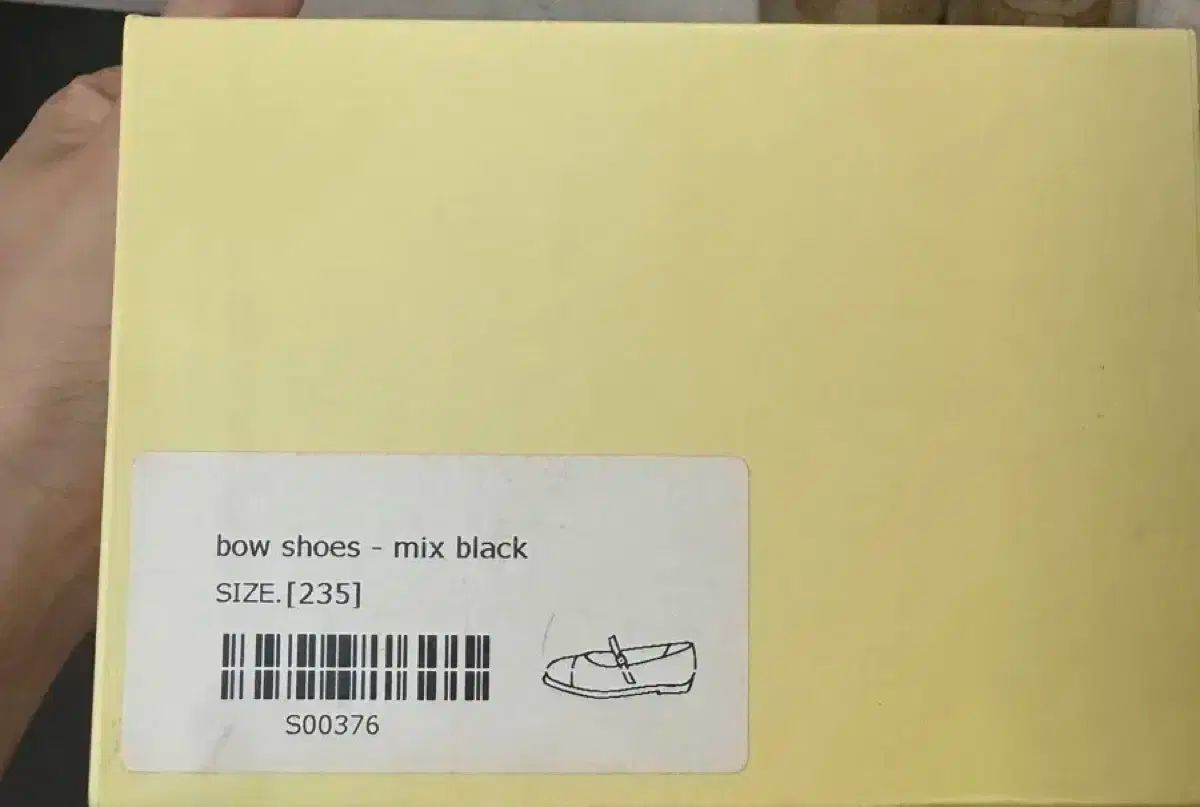 bow shoes - mix black
SIZE.[235]
S00376